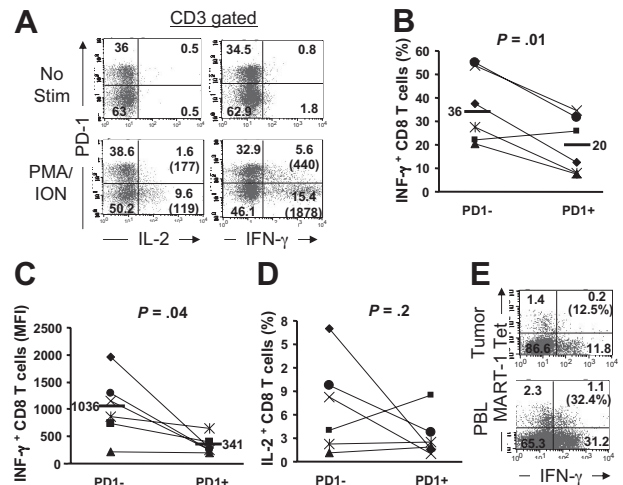 A
CD3 gated
No
Stim
36
0.5
63
0.5
34.5
0.8
62.9
1.8
PD-1
PMA/
ION
38.6
1.6
(177)
50.2
9.6
(119)
32.9
5.6
(440)
46.1
15.4
(1878)
IL-2
IFN-γ
B
P = .01
INF-γ + CD8 T cells (%)
60
50
40
30
20
10
0
36
20
PD1-
PD1+
C
P = .04
INF-γ + CD8 T cells (MFI)
2500
2000
1500
1000
500
0
1036
341
PD1-
PD1+
D
P = .2
IL-2 + CD8 T cells (%)
8
5
2
9
6
3
0
PD1-
PD1+
E
Tumor
PBL
MART-1 Tet
1.4
0.2
(12.5%)
86.6
11.8
2.3
1.1
(32.4%)
65.3
31.2
IFN-γ